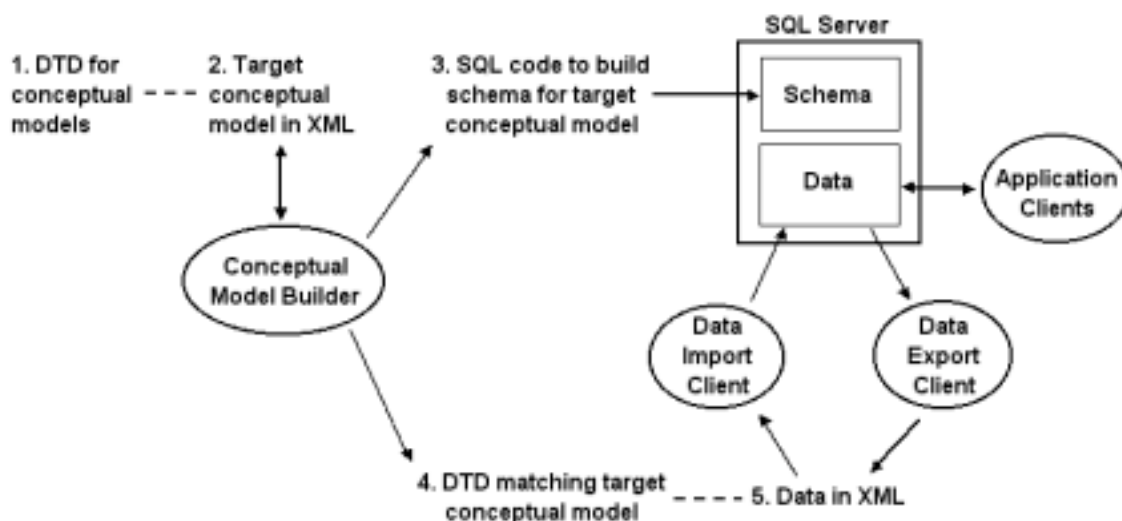 SQL Server
1. DTD for
conceptual
models
2. Target
conceptual
model in XML
3. SQL code to build
schema for target
conceptual model
Schema
Data
Application
Clients
Conceptual
Model Builder
Data
Import
Client
Data
Export
Client
4. DTD matching target
conceptual model
5. Data in XML